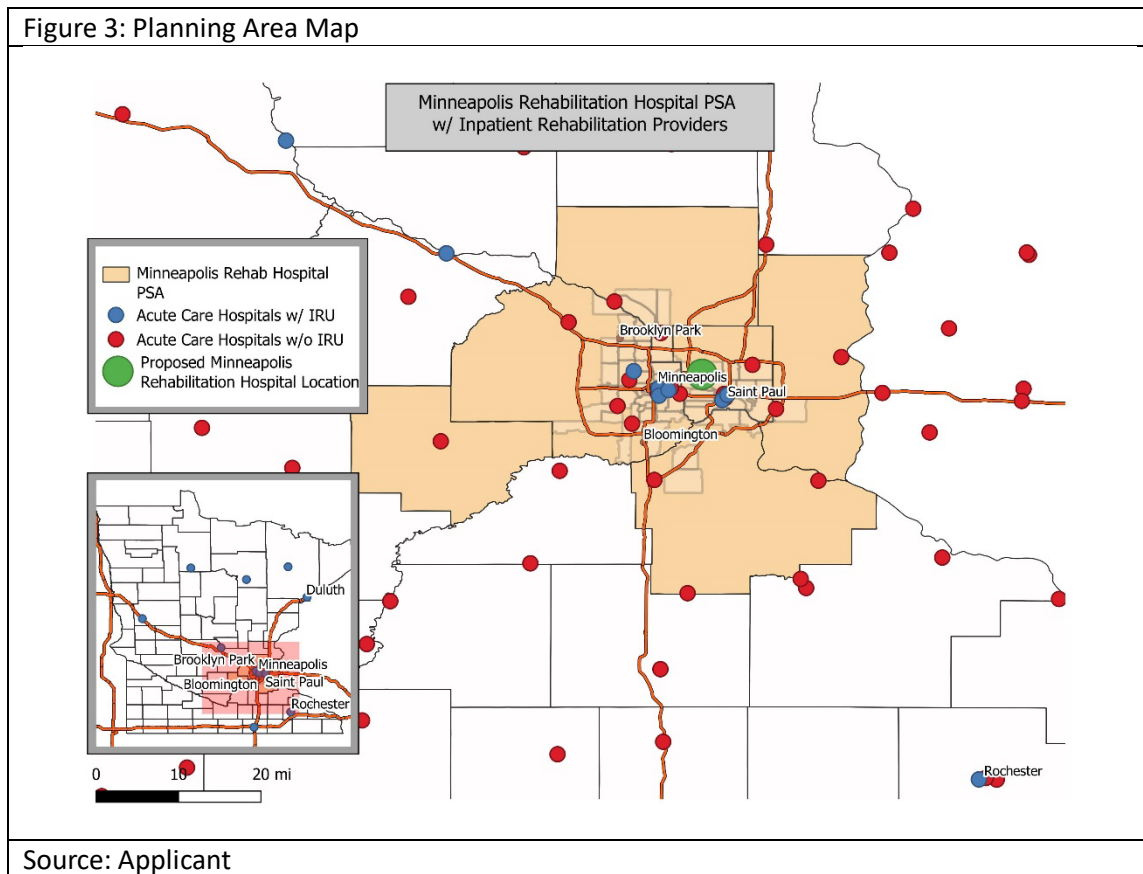 Figure 3: Planning Area Map
Minneapolis Rehabilitation Hospital PSA
w/ Inpatient Rehabilitation Providers
Minneapolis Rehab Hospital
PSA
Acute Care Hospitals w/ IRU
Acute Care Hospitals w/o IRU
Proposed Minneapolis
Rehabilitation Hospital Location
Brooklyn Park
Minneapolis
Saint Paul
Bloomington
Duluth
Brooklyn Park
Minneapolis
Bloomington
Saint Paul
Rochester
0 10 20 mi
Rochester
Source: Applicant